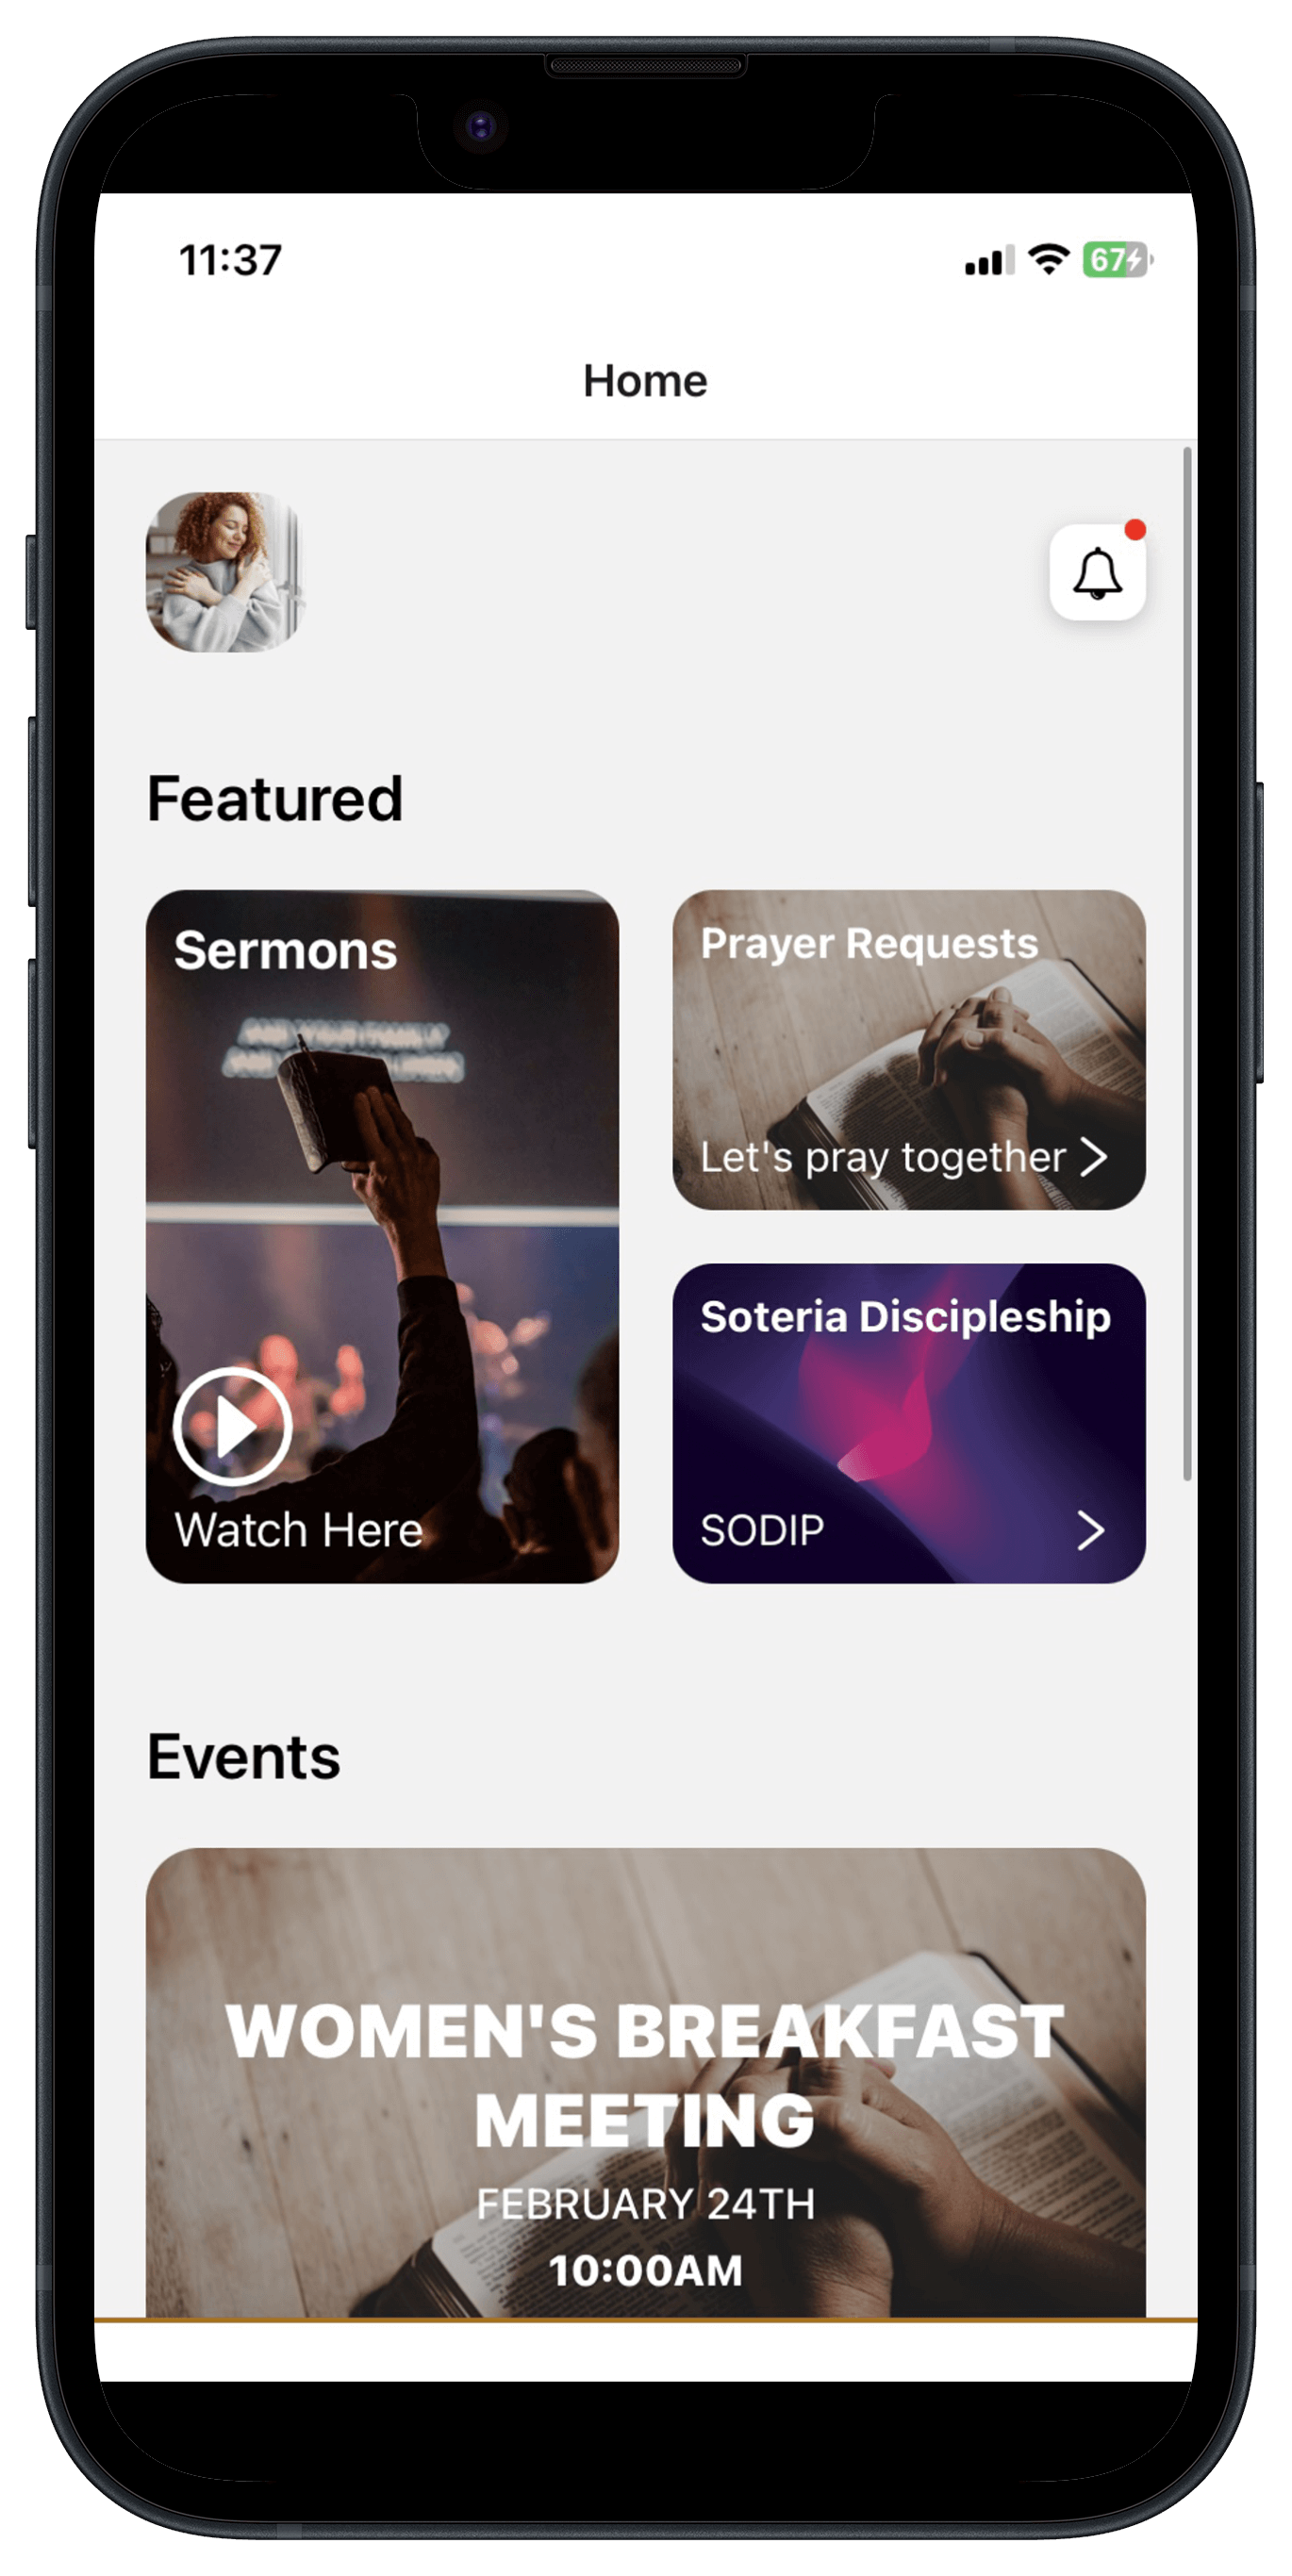 11:37
67
Home
Featured
Sermons
Watch Here
Prayer Requests
Let's pray together
Soteria Discipleship
SODIP
Events
WOMEN'S BREAKFAST
MEETING
FEBRUARY 24TH
10:00AM